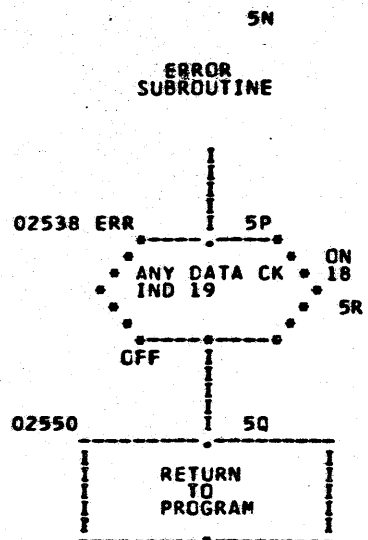 5N
ERROR
SUBROUTINE
02538 ERR 5P
ANY DATA CK ON
IND 19 18
5R
OFF
02550 5Q
RETURN
TO
PROGRAM